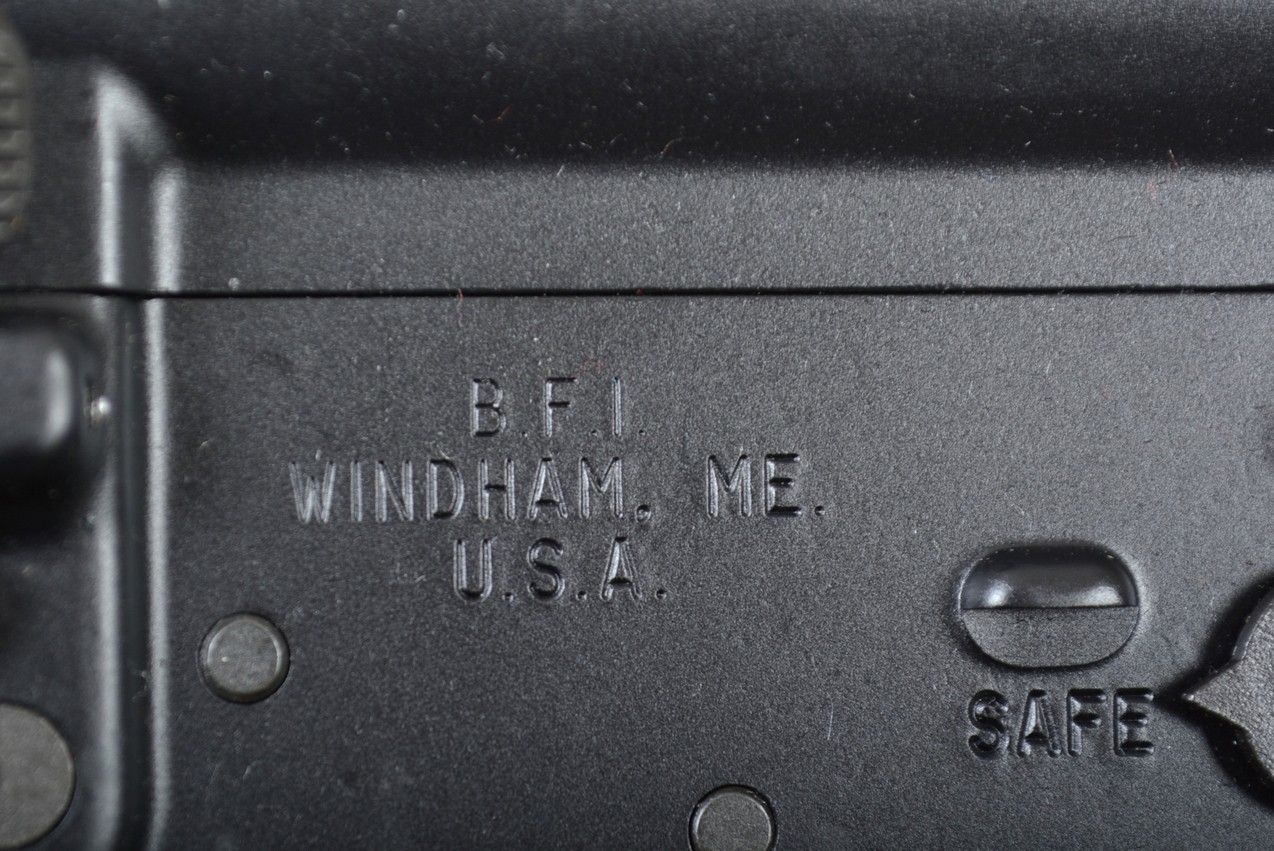 B.F.I.
WINDHAM, ME.
U.S.A.
SAFE